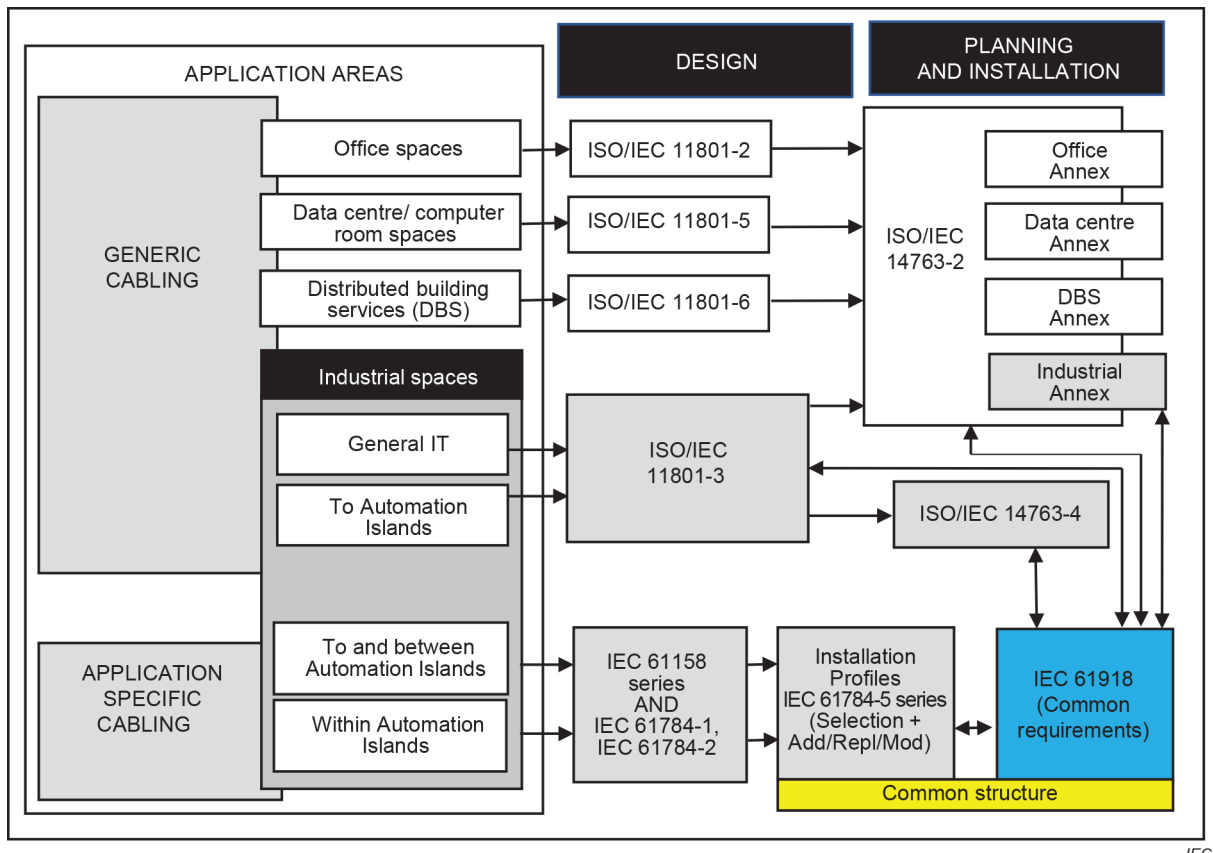 APPLICATION AREAS
DESIGN
PLANNING
AND INSTALLATION
GENERIC
CABLING
Office spaces
ISO/IEC 11801-2
Data centre/ computer
room spaces
ISO/IEC 11801-5
Distributed building
services (DBS)
ISO/IEC 11801-6
ISO/IEC
14763-2
Office
Annex
Data centre
Annex
DBS
Annex
Industrial
Annex
Industrial spaces
General IT
To Automation
Islands
ISO/IEC
11801-3
ISO/IEC 14763-4
APPLICATION
SPECIFIC
CABLING
To and between
Automation Islands
Within Automation
Islands
IEC 61158
series
AND
IEC 61784-1,
IEC 61784-2
Installation
Profiles
IEC 61784-5 series
(Selection +
Add/Repl/Mod)
IEC 61918
(Common
requirements)
Common structure